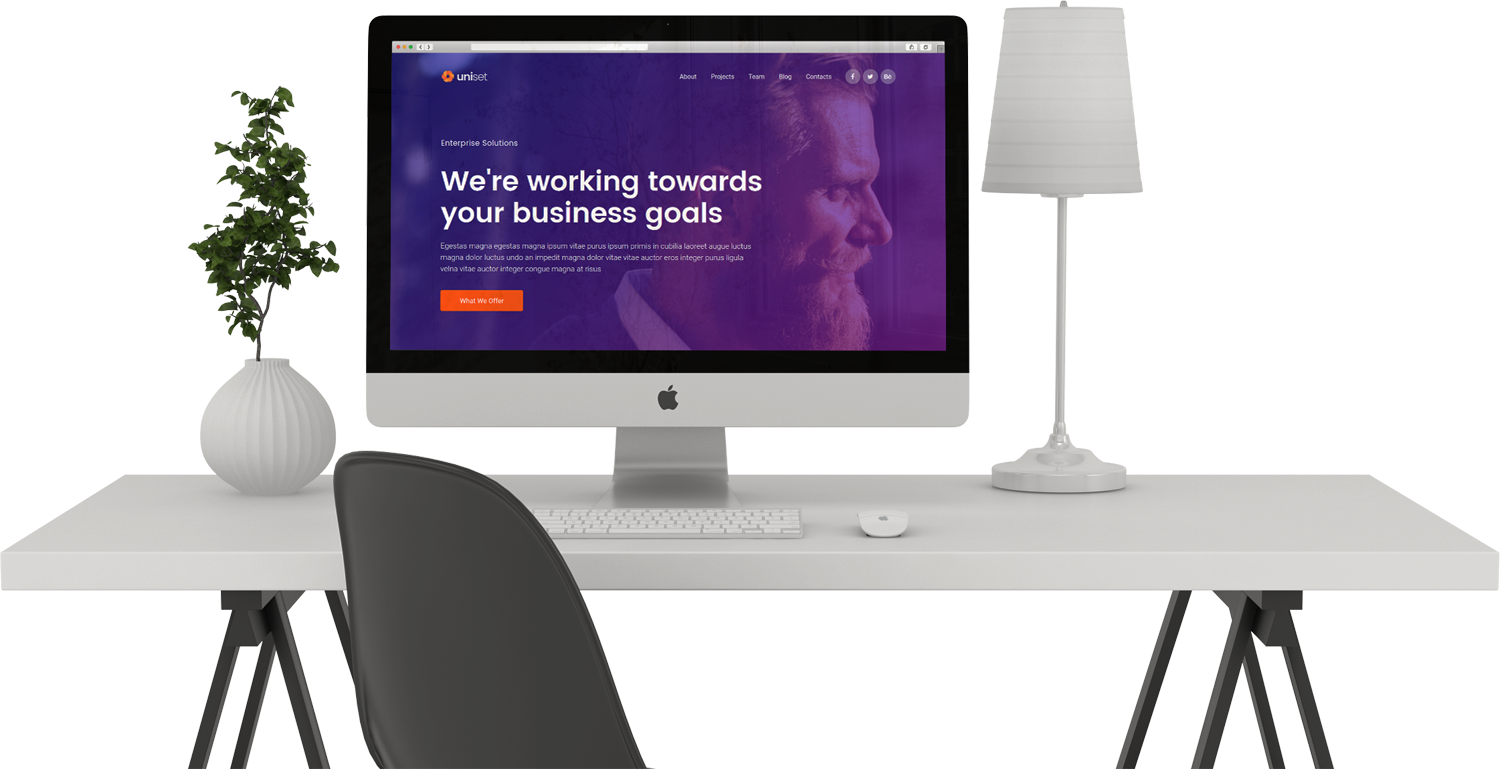 uniset
About Projects Team Blog Contacts
Enterprise Solutions
We're working towards
your business goals
Egestas magna egestas magna ipsum vitae purus ipsum primis in cubilia laoreet augue luctus
magna dolor luctus undo an impedit magna dolor vitae vitae auctor eros integer purus ligula
velna vitae auctor integer congue magna at risus
What We Offer